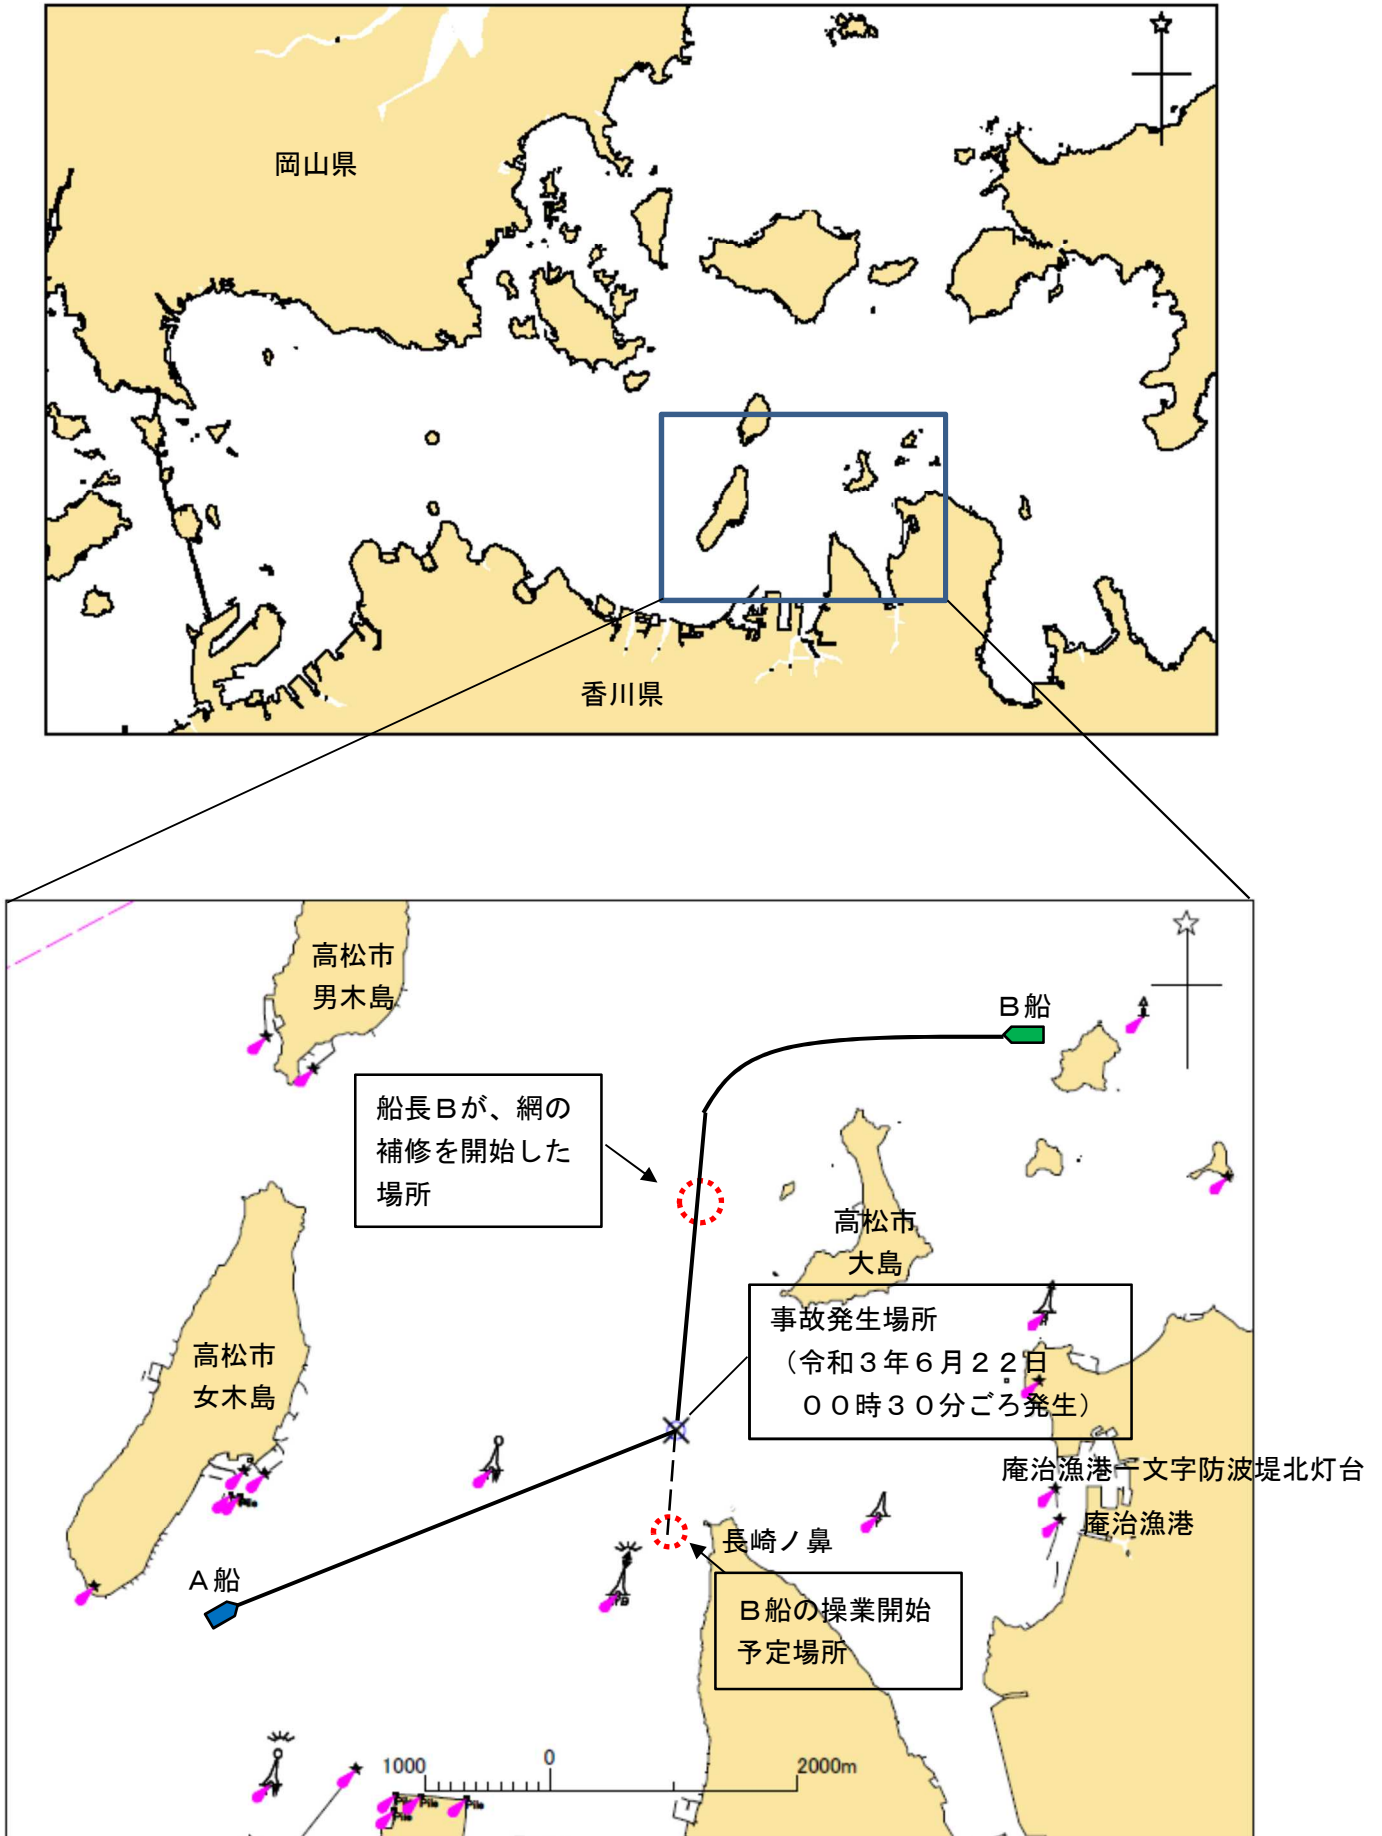 岡山県
香川県
高松市
男木島
B船
船長Bが、網の
補修を開始した
場所
高松市
大島
事故発生場所
（令和３年６月２２日
００時３０分ごろ発生）
高松市
女木島
庵治漁港一文字防波堤北灯台
庵治漁港
長崎ノ鼻
A船
B船の操業開始
予定場所
1000
0
2000m
Pile
Pile